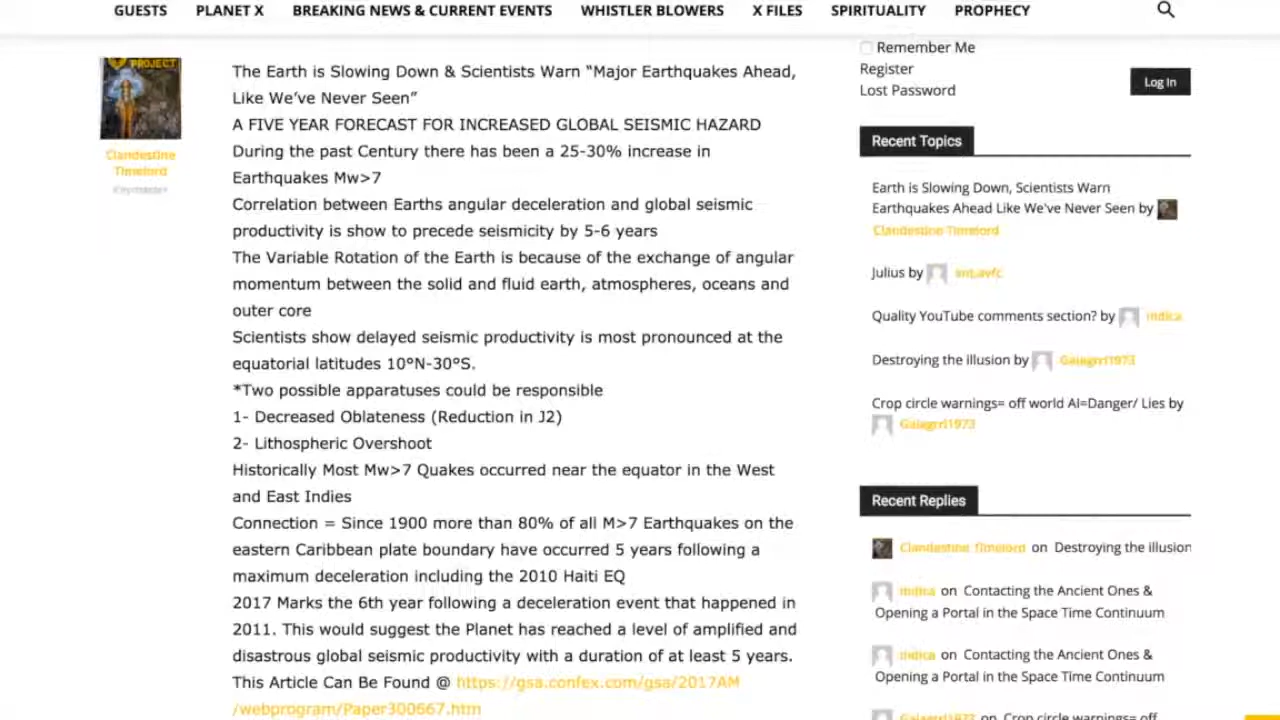 GUESTS PLANET X BREAKING NEWS & CURRENT EVENTS WHISTLER BLOWERS X FILES SPIRITUALITY PROPHECY
PROJECT
Clandestine
Timelord
Keymaster
The Earth is Slowing Down & Scientists Warn “Major Earthquakes Ahead,
Like We’ve Never Seen”
A FIVE YEAR FORECAST FOR INCREASED GLOBAL SEISMIC HAZARD
During the past Century there has been a 25-30% increase in
Earthquakes Mw>7
Correlation between Earths angular deceleration and global seismic
productivity is show to precede seismicity by 5-6 years
The Variable Rotation of the Earth is because of the exchange of angular
momentum between the solid and fluid earth, atmospheres, oceans and
outer core
Scientists show delayed seismic productivity is most pronounced at the
equatorial latitudes 10°N-30°S.
*Two possible apparatuses could be responsible
1- Decreased Oblateness (Reduction in J2)
2- Lithospheric Overshoot
Historically Most Mw>7 Quakes occurred near the equator in the West
and East Indies
Connection = Since 1900 more than 80% of all M>7 Earthquakes on the
eastern Caribbean plate boundary have occurred 5 years following a
maximum deceleration including the 2010 Haiti EQ
2017 Marks the 6th year following a deceleration event that happened in
2011. This would suggest the Planet has reached a level of amplified and
disastrous global seismic productivity with a duration of at least 5 years.
This Article Can Be Found @ https://gsa.confex.com/gsa/2017AM
/webprogram/Paper300667.htm
Remember Me
Register
Lost Password
Log In
Recent Topics
Earth is Slowing Down, Scientists Warn
Earthquakes Ahead Like We've Never Seen by
Clandestine Timelord
Julius by
Quality YouTube comments section? by indica
Destroying the illusion by Gaiagrrl1973
Crop circle warnings= off world AI=Danger/ Lies by
Gaiagrrl1973
Recent Replies
Clandestine Timelord on Destroying the illusion
indica on Contacting the Ancient Ones &
Opening a Portal in the Space Time Continuum
indica on Contacting the Ancient Ones &
Opening a Portal in the Space Time Continuum
Gaiagrrl1973 on Crop circle warnings= off